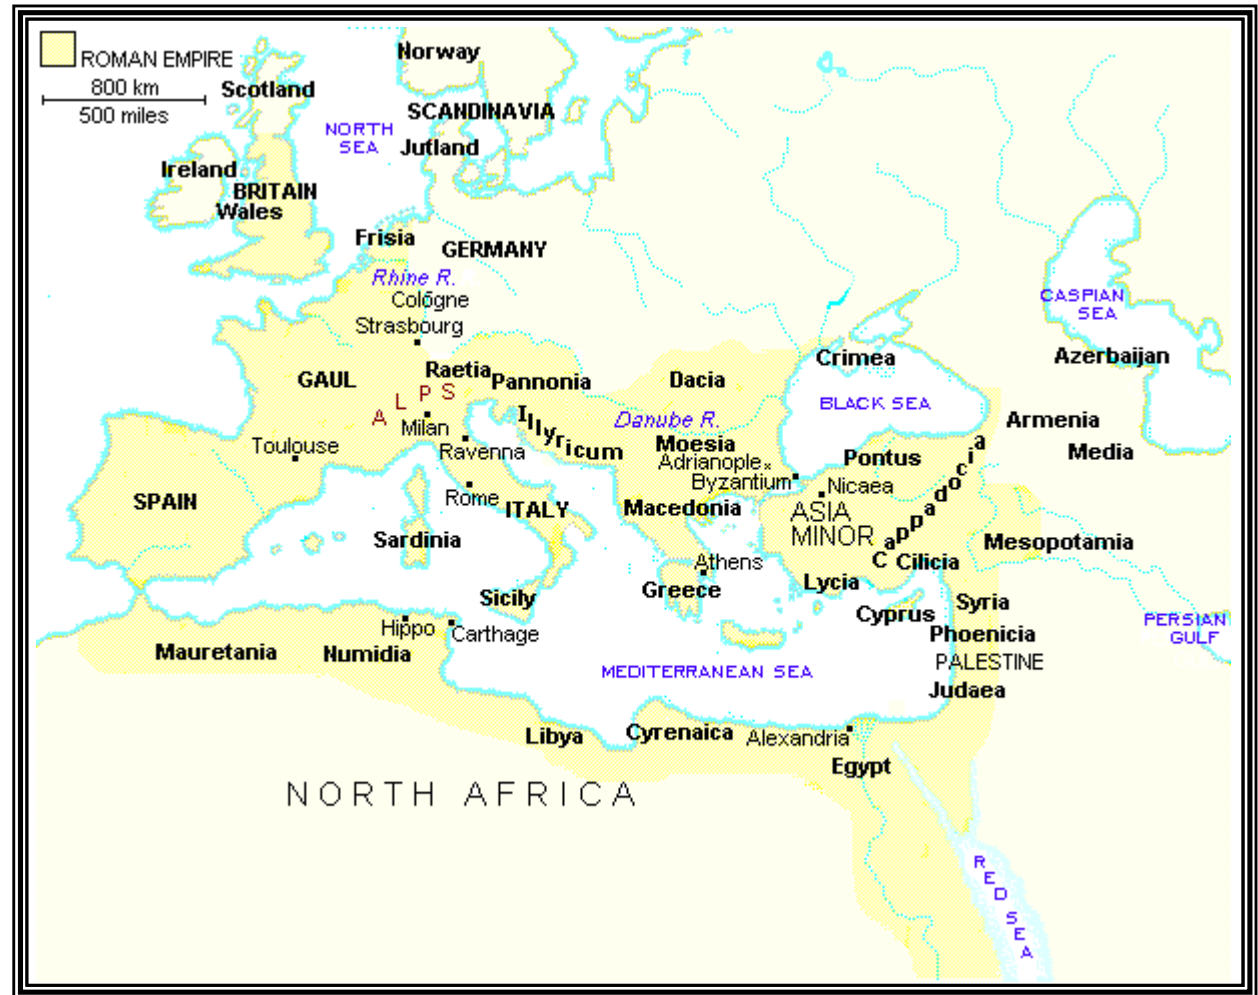 ROMAN EMPIRE
800 km
500 miles
Norway
Scotland
SCANDINAVIA
NORTH
SEA
Jutland
Ireland
BRITAIN
Wales
Frisia
GERMANY
Rhine R.
Cologne
Strasbourg
CASPIAN
SEA
Crimea
Azerbaijan
GAUL
Raetia
Pannonia
Dacia
ALPS
Milan
BLACK SEA
Illyricum
Danube R.
Armenia
Toulouse
Ravenna
Moesia
Pontus
Media
Adrianople
Byzantium
Nicaea
Cappadocia
SPAIN
Rome
ITALY
Macedonia
ASIA
MINOR
Sardinia
Mesopotamia
Athens
Cilicia
Greece
Lycia
Sicily
Cyprus
Syria
Hippo
Carthage
Phoenicia
PERSIAN
GULF
Mauretania
Numidia
MEDITERRANEAN SEA
PALESTINE
Judaea
Libya
Cyrenaica
Alexandria
Egypt
NORTH AFRICA
RED SEA